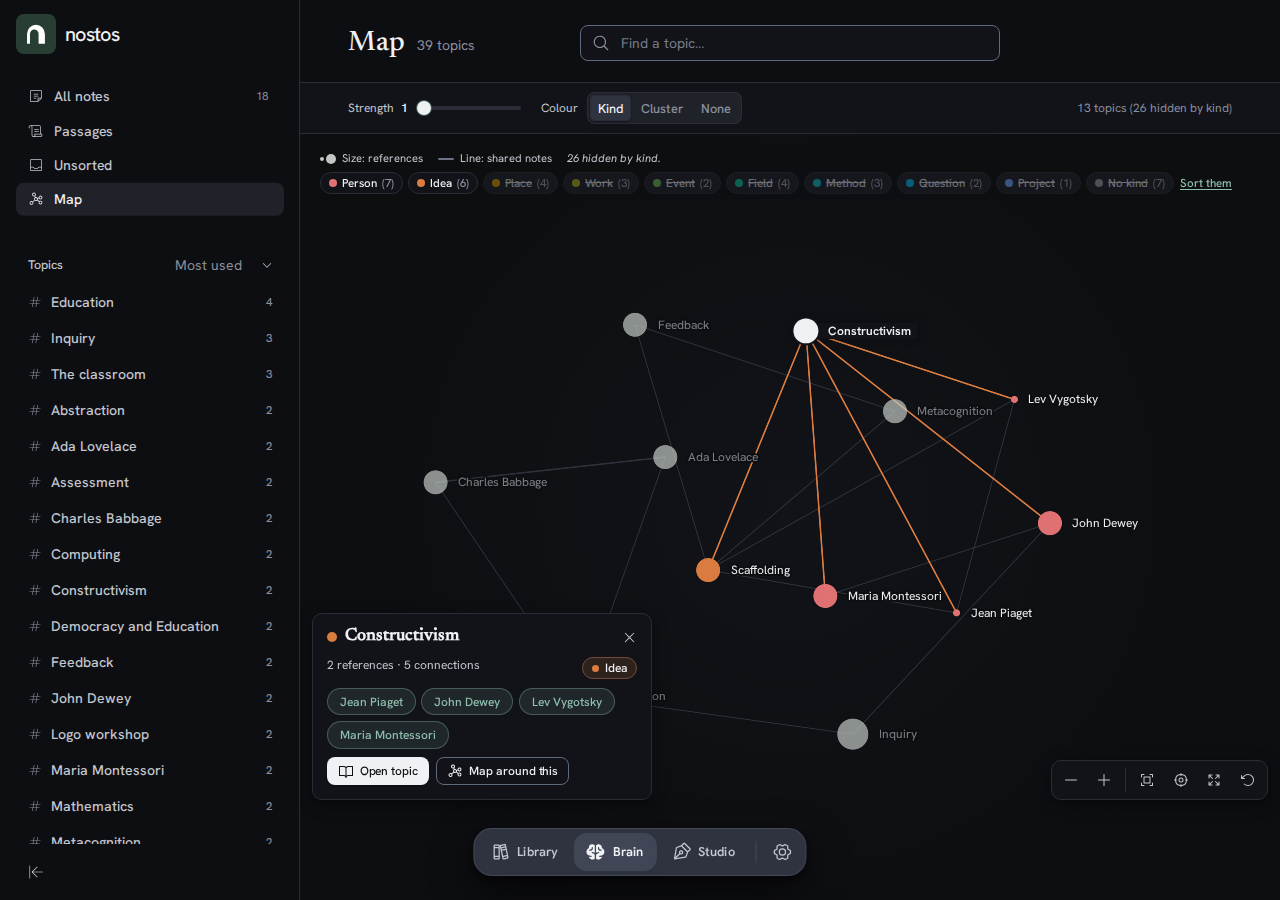 nostos
All notes 18
Passages
Unsorted
Map
Topics Most used
# Education 4
# Inquiry 3
# The classroom 3
# Abstraction 2
# Ada Lovelace 2
# Assessment 2
# Charles Babbage 2
# Computing 2
# Constructivism 2
# Democracy and Education 2
# Feedback 2
# John Dewey 2
# Logo workshop 2
# Maria Montessori 2
# Mathematics 2
# Metacognition 2
Map 39 topics
Find a topic...
Strength 1 Colour Kind Cluster None 13 topics (26 hidden by kind)
Size: references Line: shared notes 26 hidden by kind.
Person (7) Idea (6) Place (4) Work (3) Event (2) Field (4) Method (3) Question (2) Project (1) No kind (7) Sort them
Feedback
Constructivism
Lev Vygotsky
Metacognition
Ada Lovelace
Charles Babbage
John Dewey
Scaffolding
Maria Montessori
Jean Piaget
on
Inquiry
Constructivism
2 references · 5 connections Idea
Jean Piaget John Dewey Lev Vygotsky
Maria Montessori
Open topic Map around this
Library Brain Studio